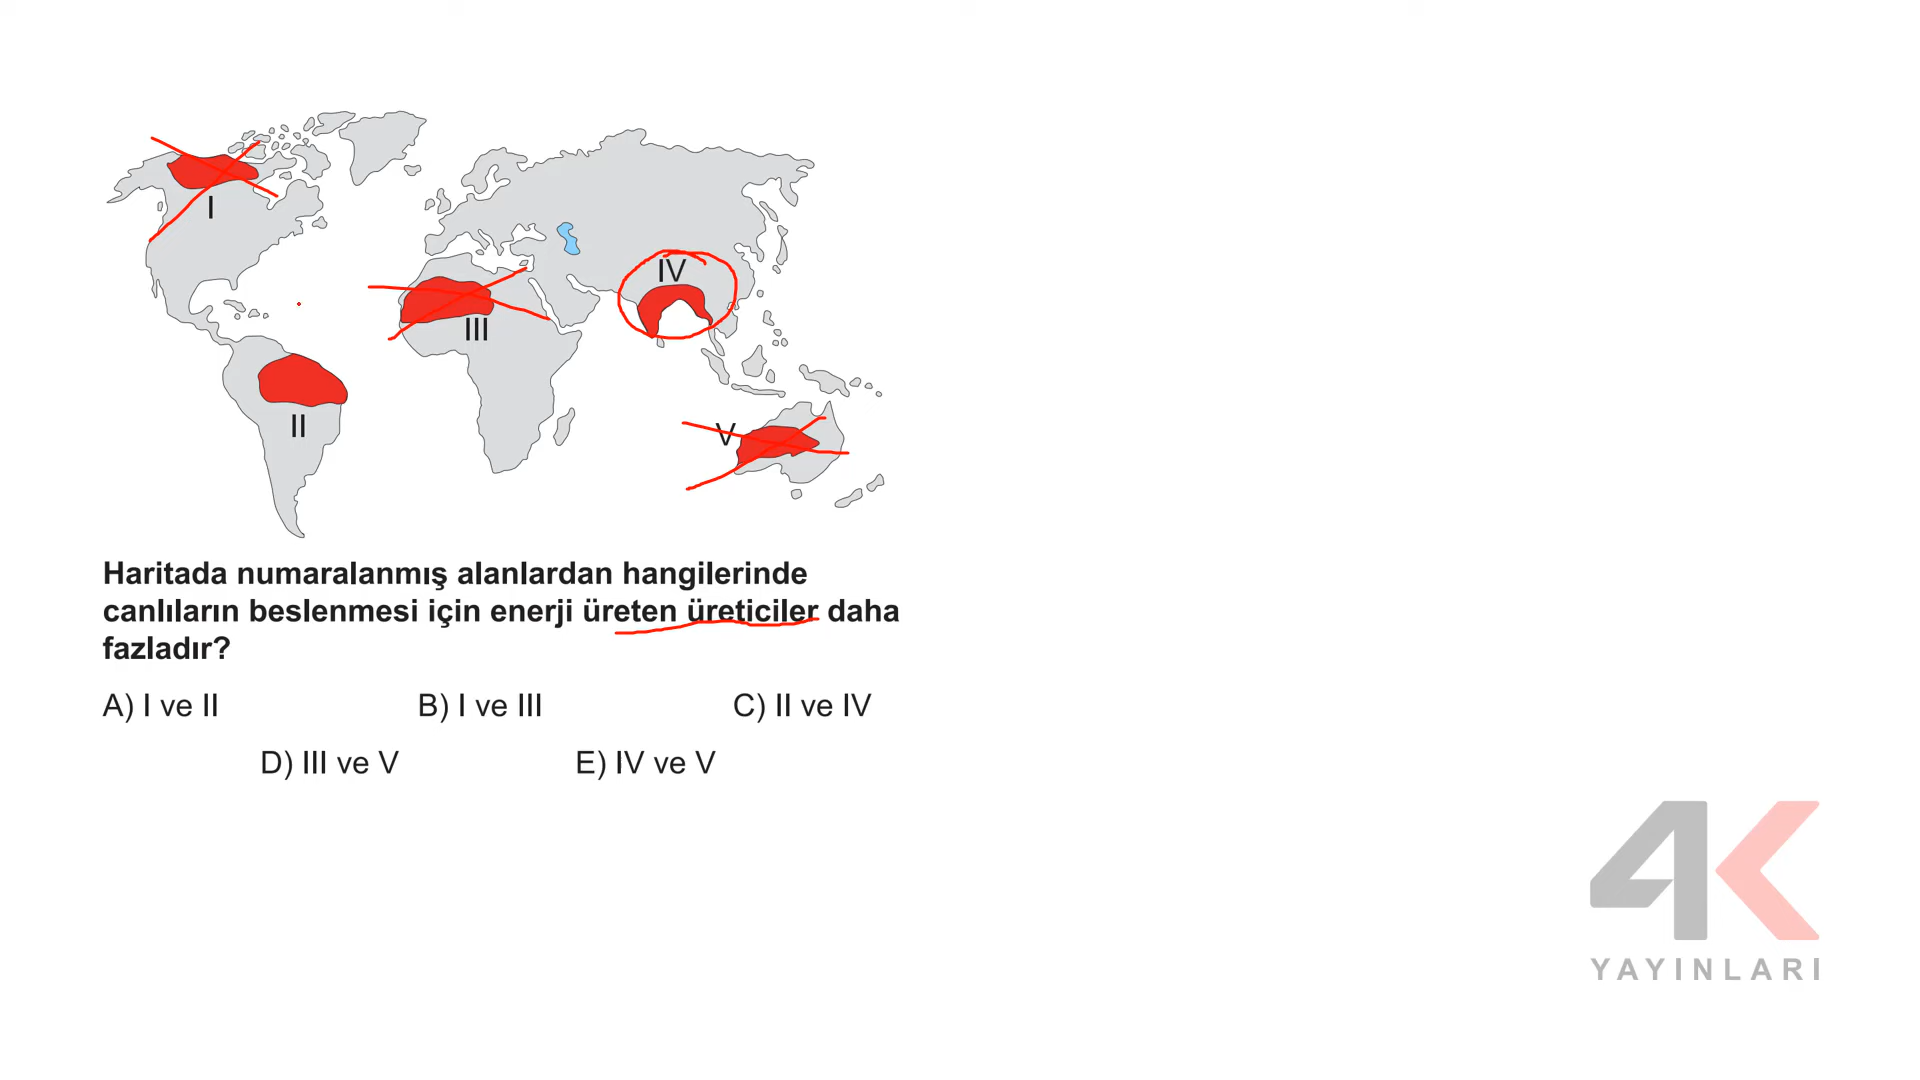 I
II
III
IV
V
Haritada numaralanmış alanlardan hangilerinde
canlıların beslenmesi için enerji üreten üreticiler daha
fazladır?
A) I ve II
B) I ve III
C) II ve IV
D) III ve V
E) IV ve V
4K
YAYINLARI